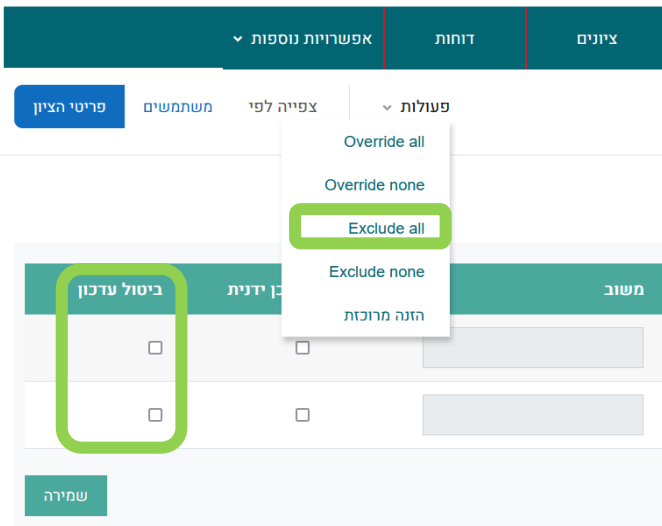 ציונים
דוחות
אפשרויות נוספות
פעולות
צפייה לפי
משתמשים
פריטי הציון
Override all
Override none
Exclude all
Exclude none
הזנה מרוכזת
משוב
ידנית
ביטול עדכון
שמירה